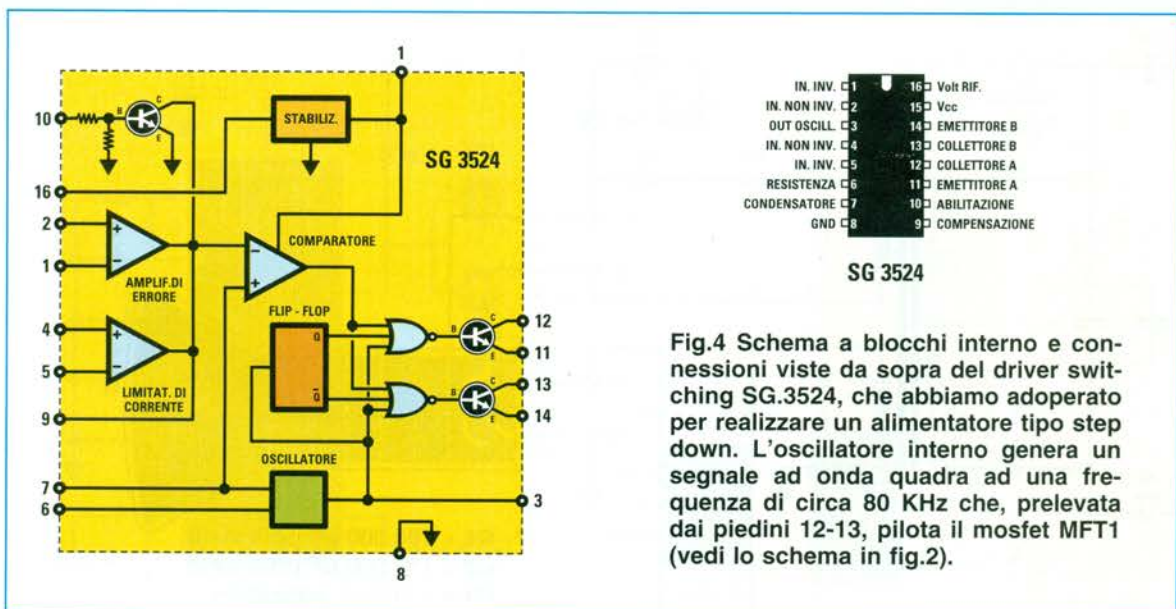 1
10
B
C
E
STABILIZ.
SG 3524
16
2
+
-
1
AMPLIF. DI
ERRORE
COMPARATORE
-
+
4
+
-
5
LIMITAT. DI
CORRENTE
9
FLIP - FLOP
Q
Q̅
B
C
E
12
11
B
C
E
13
14
OSCILLATORE
7
6
3
8
IN. INV. 1 16 Volt RIF.
IN. NON INV. 2 15 Vcc
OUT OSCILL. 3 14 EMETTITORE B
IN. NON INV. 4 13 COLLETTORE B
IN. INV. 5 12 COLLETTORE A
RESISTENZA 6 11 EMETTITORE A
CONDENSATORE 7 10 ABILITAZIONE
GND 8 9 COMPENSAZIONE
SG 3524
Fig.4 Schema a blocchi interno e con-
nessioni viste da sopra del driver swit-
ching SG.3524, che abbiamo adoperato
per realizzare un alimentatore tipo step
down. L'oscillatore interno genera un
segnale ad onda quadra ad una fre-
quenza di circa 80 KHz che, prelevata
dai piedini 12-13, pilota il mosfet MFT1
(vedi lo schema in fig.2).